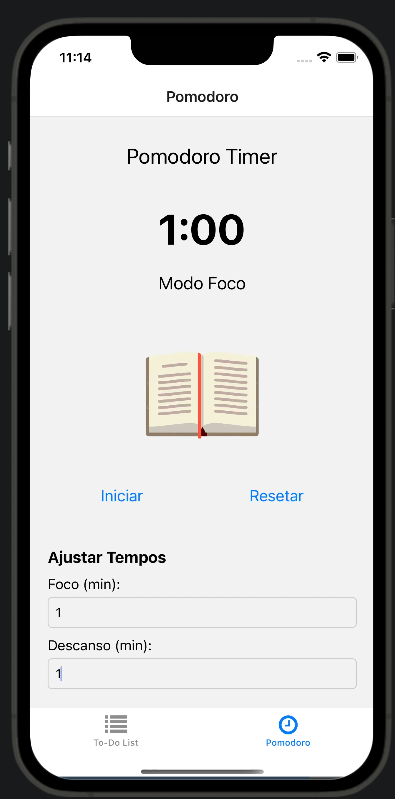 11:14
Pomodoro
Pomodoro Timer
1:00
Modo Foco
Iniciar Resetar
Ajustar Tempos
Foco (min):
1
Descanso (min):
1
To-Do List Pomodoro